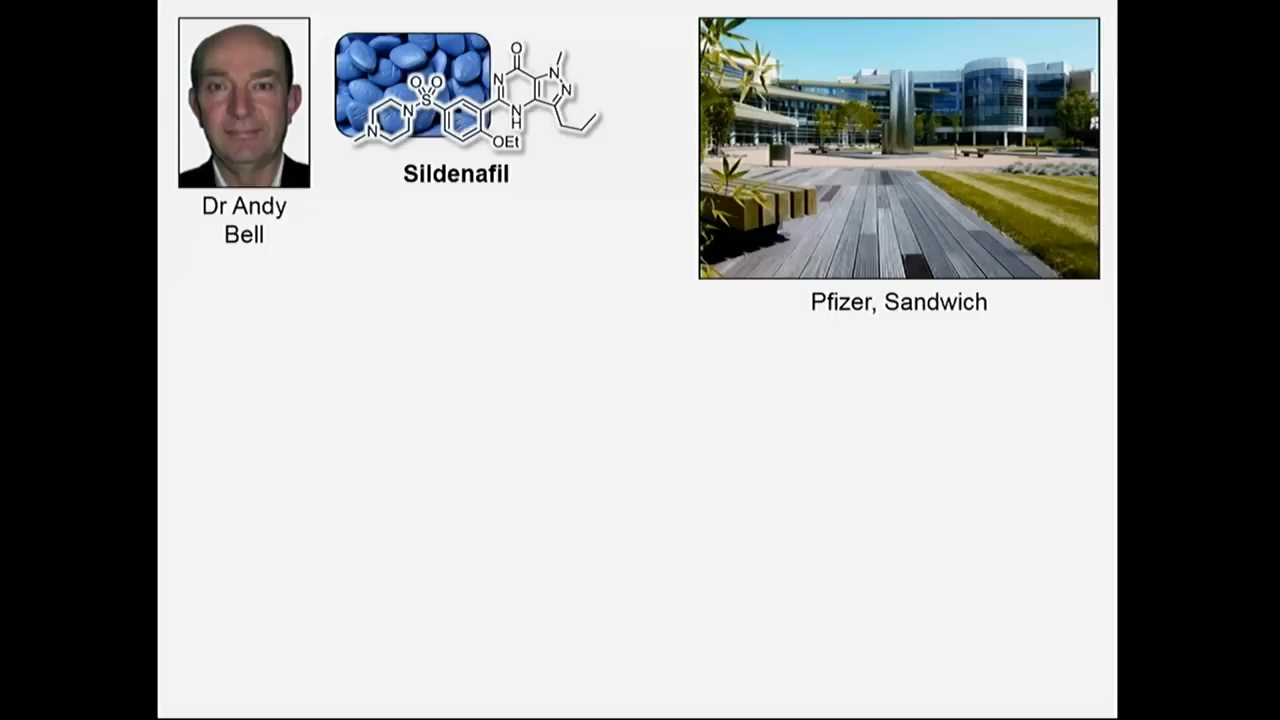 Dr Andy
Bell
Sildenafil
O
O
O
S
N
N
N
N
H
N
N
OEt
Pfizer, Sandwich